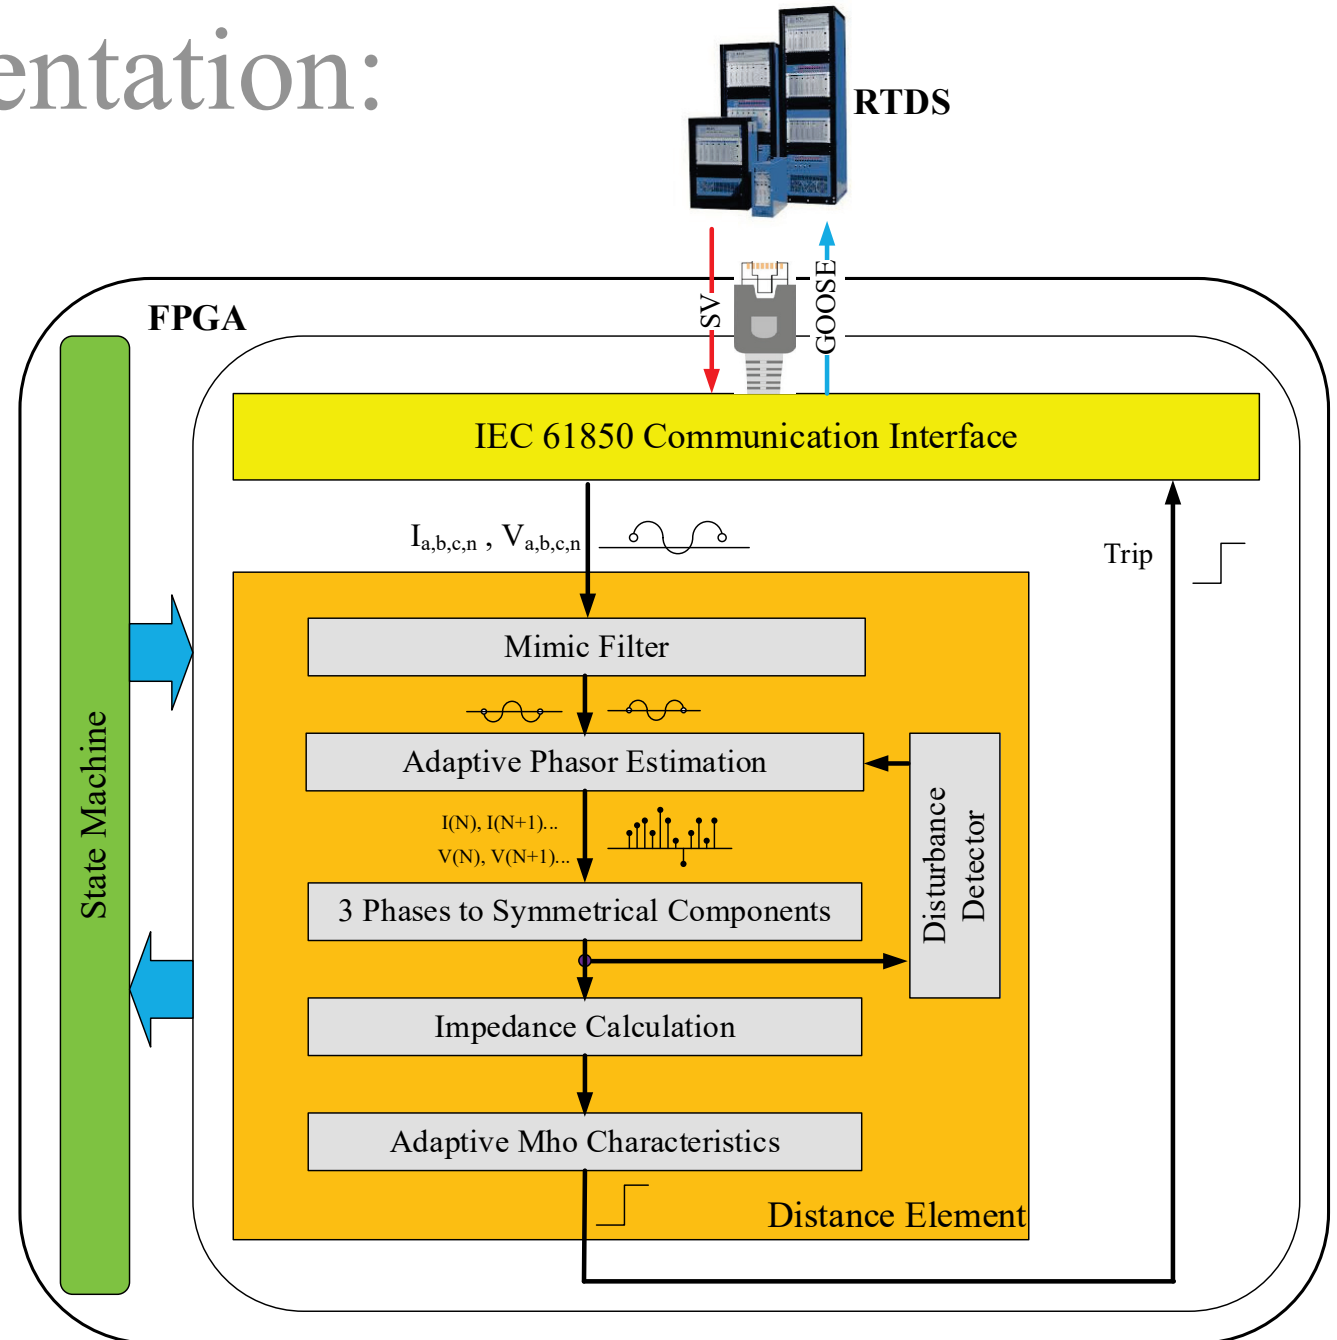 entation:
RTDS
FPGA
SV
GOOSE
IEC 61850 Communication Interface
Ia,b,c,n , Va,b,c,n
Trip
Mimic Filter
Adaptive Phasor Estimation
I(N), I(N+1)...
V(N), V(N+1)...
3 Phases to Symmetrical Components
Disturbance
Detector
Impedance Calculation
Adaptive Mho Characteristics
Distance Element
State Machine